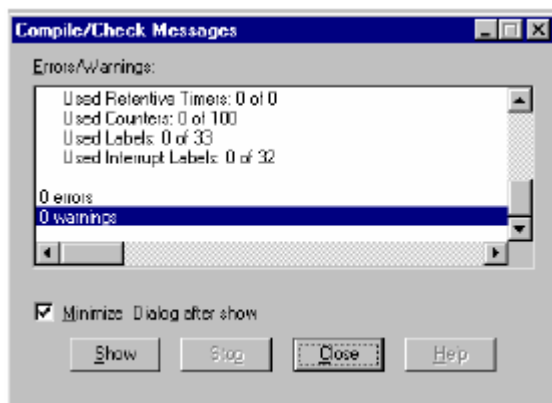 Compile/Check Messages
Errors/Warnings:
Used Retentive Timers: 0 of 0
Used Counters: 0 of 100
Used Labels: 0 of 33
Used Interrupt Labels: 0 of 32
0 errors
0 warnings
Minimize Dialog after show
Show
Stop
Close
Help